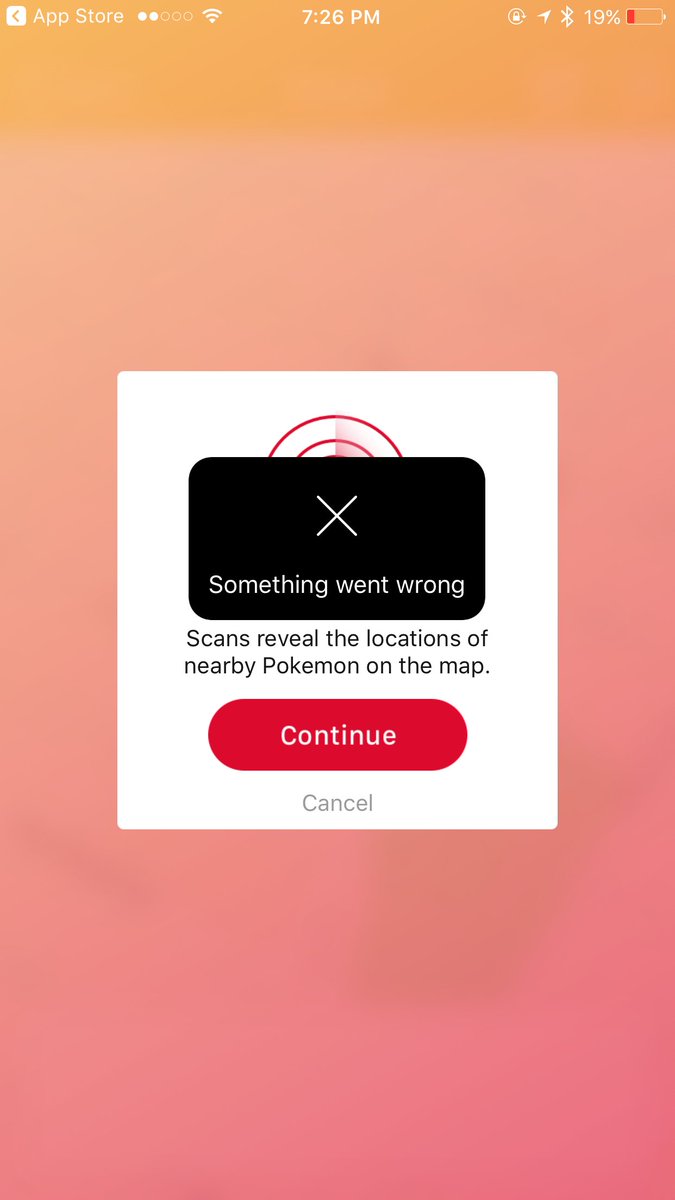 App Store 7:26 PM 19%
Something went wrong
Scans reveal the locations of
nearby Pokemon on the map.
Continue
Cancel